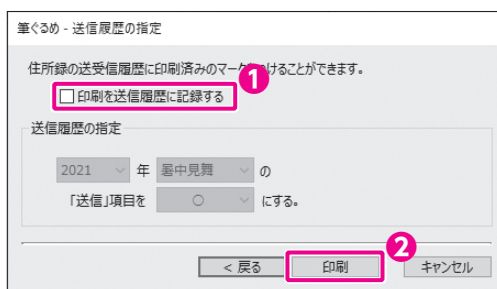 筆ぐるめ - 送信履歴の指定
住所録の送受信履歴に印刷済みのマークをつけることができます。
1
印刷を送信履歴に記録する
送信履歴の指定
2021 年 暑中見舞 の
「送信」項目を ○ にする。
2
< 戻る 印刷 キャンセル